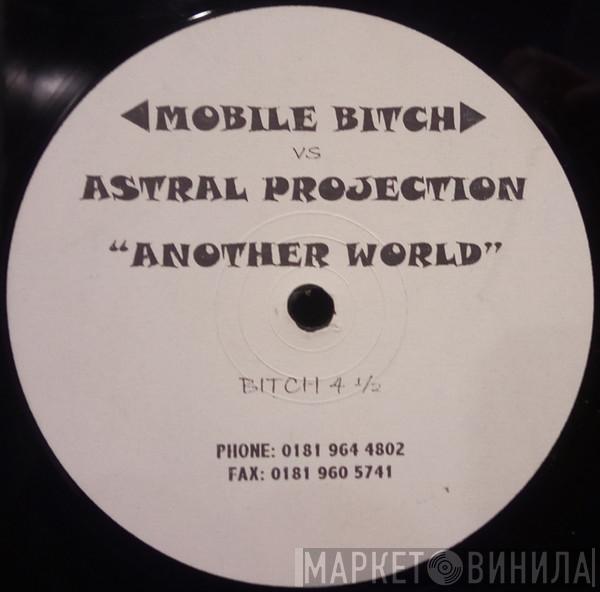 MOBILE BITCH
VS
ASTRAL PROJECTION
“ANOTHER WORLD”
BITCH 4 ½
PHONE: 0181 964 4802
FAX: 0181 960 5741
МАРКЕТ ВИНИЛА